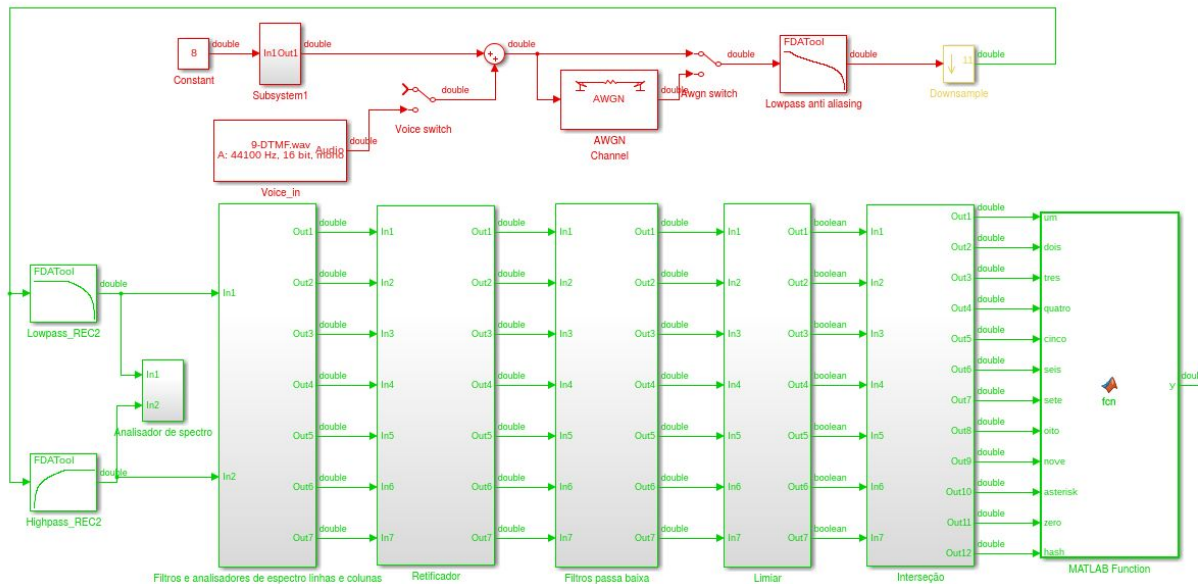 double
double
double
double
double
8
Constant
In1 Out1
Subsystem1
double
Voice switch
AWGN
AWGN
Channel
double
Awgn switch
FDATool
Lowpass anti aliasing
11
Downsample
9-DTMF.wav
A: 44100 Hz, 16 bit, mono
Audio
double
Voice_in
FDATool
double
Lowpass_REC2
In1
In2
Analisador de spectro
FDATool
double
Highpass_REC2
In1
In2
Out1
Out2
Out3
Out4
Out5
Out6
Out7
Filtros e analisadores de espectro linhas e colunas
double
double
double
double
double
double
double
In1
In2
In3
In4
In5
In6
In7
Out1
Out2
Out3
Out4
Out5
Out6
Out7
Retificador
double
double
double
double
double
double
double
In1
In2
In3
In4
In5
In6
In7
Out1
Out2
Out3
Out4
Out5
Out6
Out7
Filtros passa baixa
double
double
double
double
double
double
double
In1
In2
In3
In4
In5
In6
In7
Out1
Out2
Out3
Out4
Out5
Out6
Out7
Limiar
boolean
boolean
boolean
boolean
boolean
boolean
boolean
In1
In2
In3
In4
In5
In6
In7
Out1
Out2
Out3
Out4
Out5
Out6
Out7
Out8
Out9
Out10
Out11
Out12
Interseção
double
double
double
double
double
double
double
double
double
double
double
double
um
dois
tres
quatro
cinco
seis
sete
oito
nove
asterisk
zero
hash
fcn
y
MATLAB Function